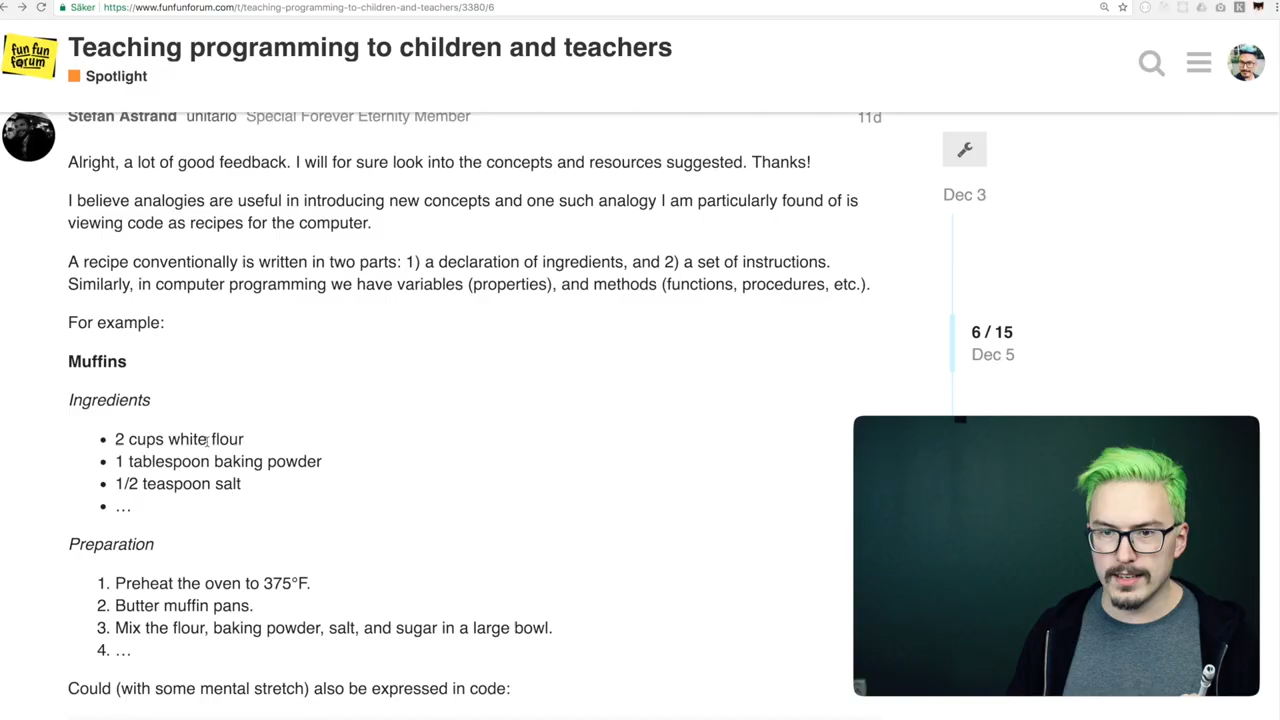 Säker
https://www.funfunforum.com/t/teaching-programming-to-children-and-teachers/3380/6
fun fun
forum
Teaching programming to children and teachers
Spotlight
Stefan Astrand unitario Special Forever Eternity Member 11d
Alright, a lot of good feedback. I will for sure look into the concepts and resources suggested. Thanks!
I believe analogies are useful in introducing new concepts and one such analogy I am particularly found of is
viewing code as recipes for the computer.
A recipe conventionally is written in two parts: 1) a declaration of ingredients, and 2) a set of instructions.
Similarly, in computer programming we have variables (properties), and methods (functions, procedures, etc.).
For example:
Muffins
Ingredients
• 2 cups white flour
• 1 tablespoon baking powder
• 1/2 teaspoon salt
• …
Preparation
1. Preheat the oven to 375°F.
2. Butter muffin pans.
3. Mix the flour, baking powder, salt, and sugar in a large bowl.
4. …
Could (with some mental stretch) also be expressed in code:
Dec 3
6 / 15
Dec 5